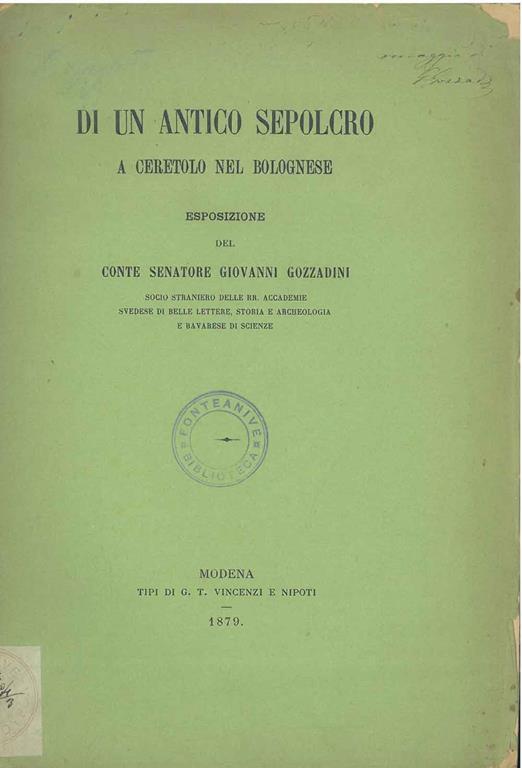 DI UN ANTICO SEPOLCRO
A CERETOLO NEL BOLOGNESE
ESPOSIZIONE
DEL
CONTE SENATORE GIOVANNI GOZZADINI
SOCIO STRANIERO DELLE RR. ACCADEMIE
SVEDESE DI BELLE LETTERE, STORIA E ARCHEOLOGIA
E BAVARESE DI SCIENZE
FONTEANIVE
BIBLIOTECA
MODENA
TIPI DI G. T. VINCENZI E NIPOTI
1879.